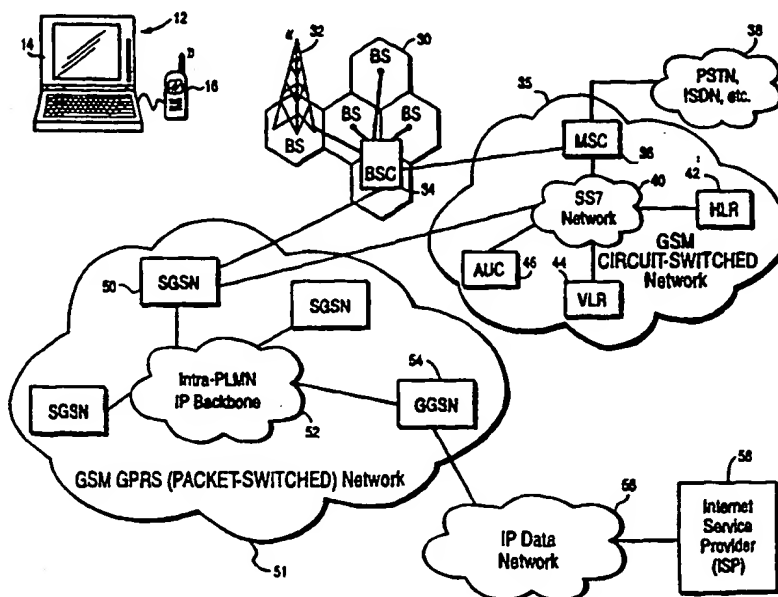 12
14
16
32
30
BS
BS
BS
BS
BSC
34
38
PSTN,
ISDN, etc.
35
MSC
36
40
SS7
Network
42
HLR
GSM
CIRCUIT-SWITCHED
Network
AUC
46
44
VLR
50
SGSN
SGSN
SGSN
Intra-PLMN
IP Backbone
52
54
GGSN
GSM GPRS (PACKET-SWITCHED) Network
51
56
IP Data
Network
58
Internet
Service
Provider
(ISP)